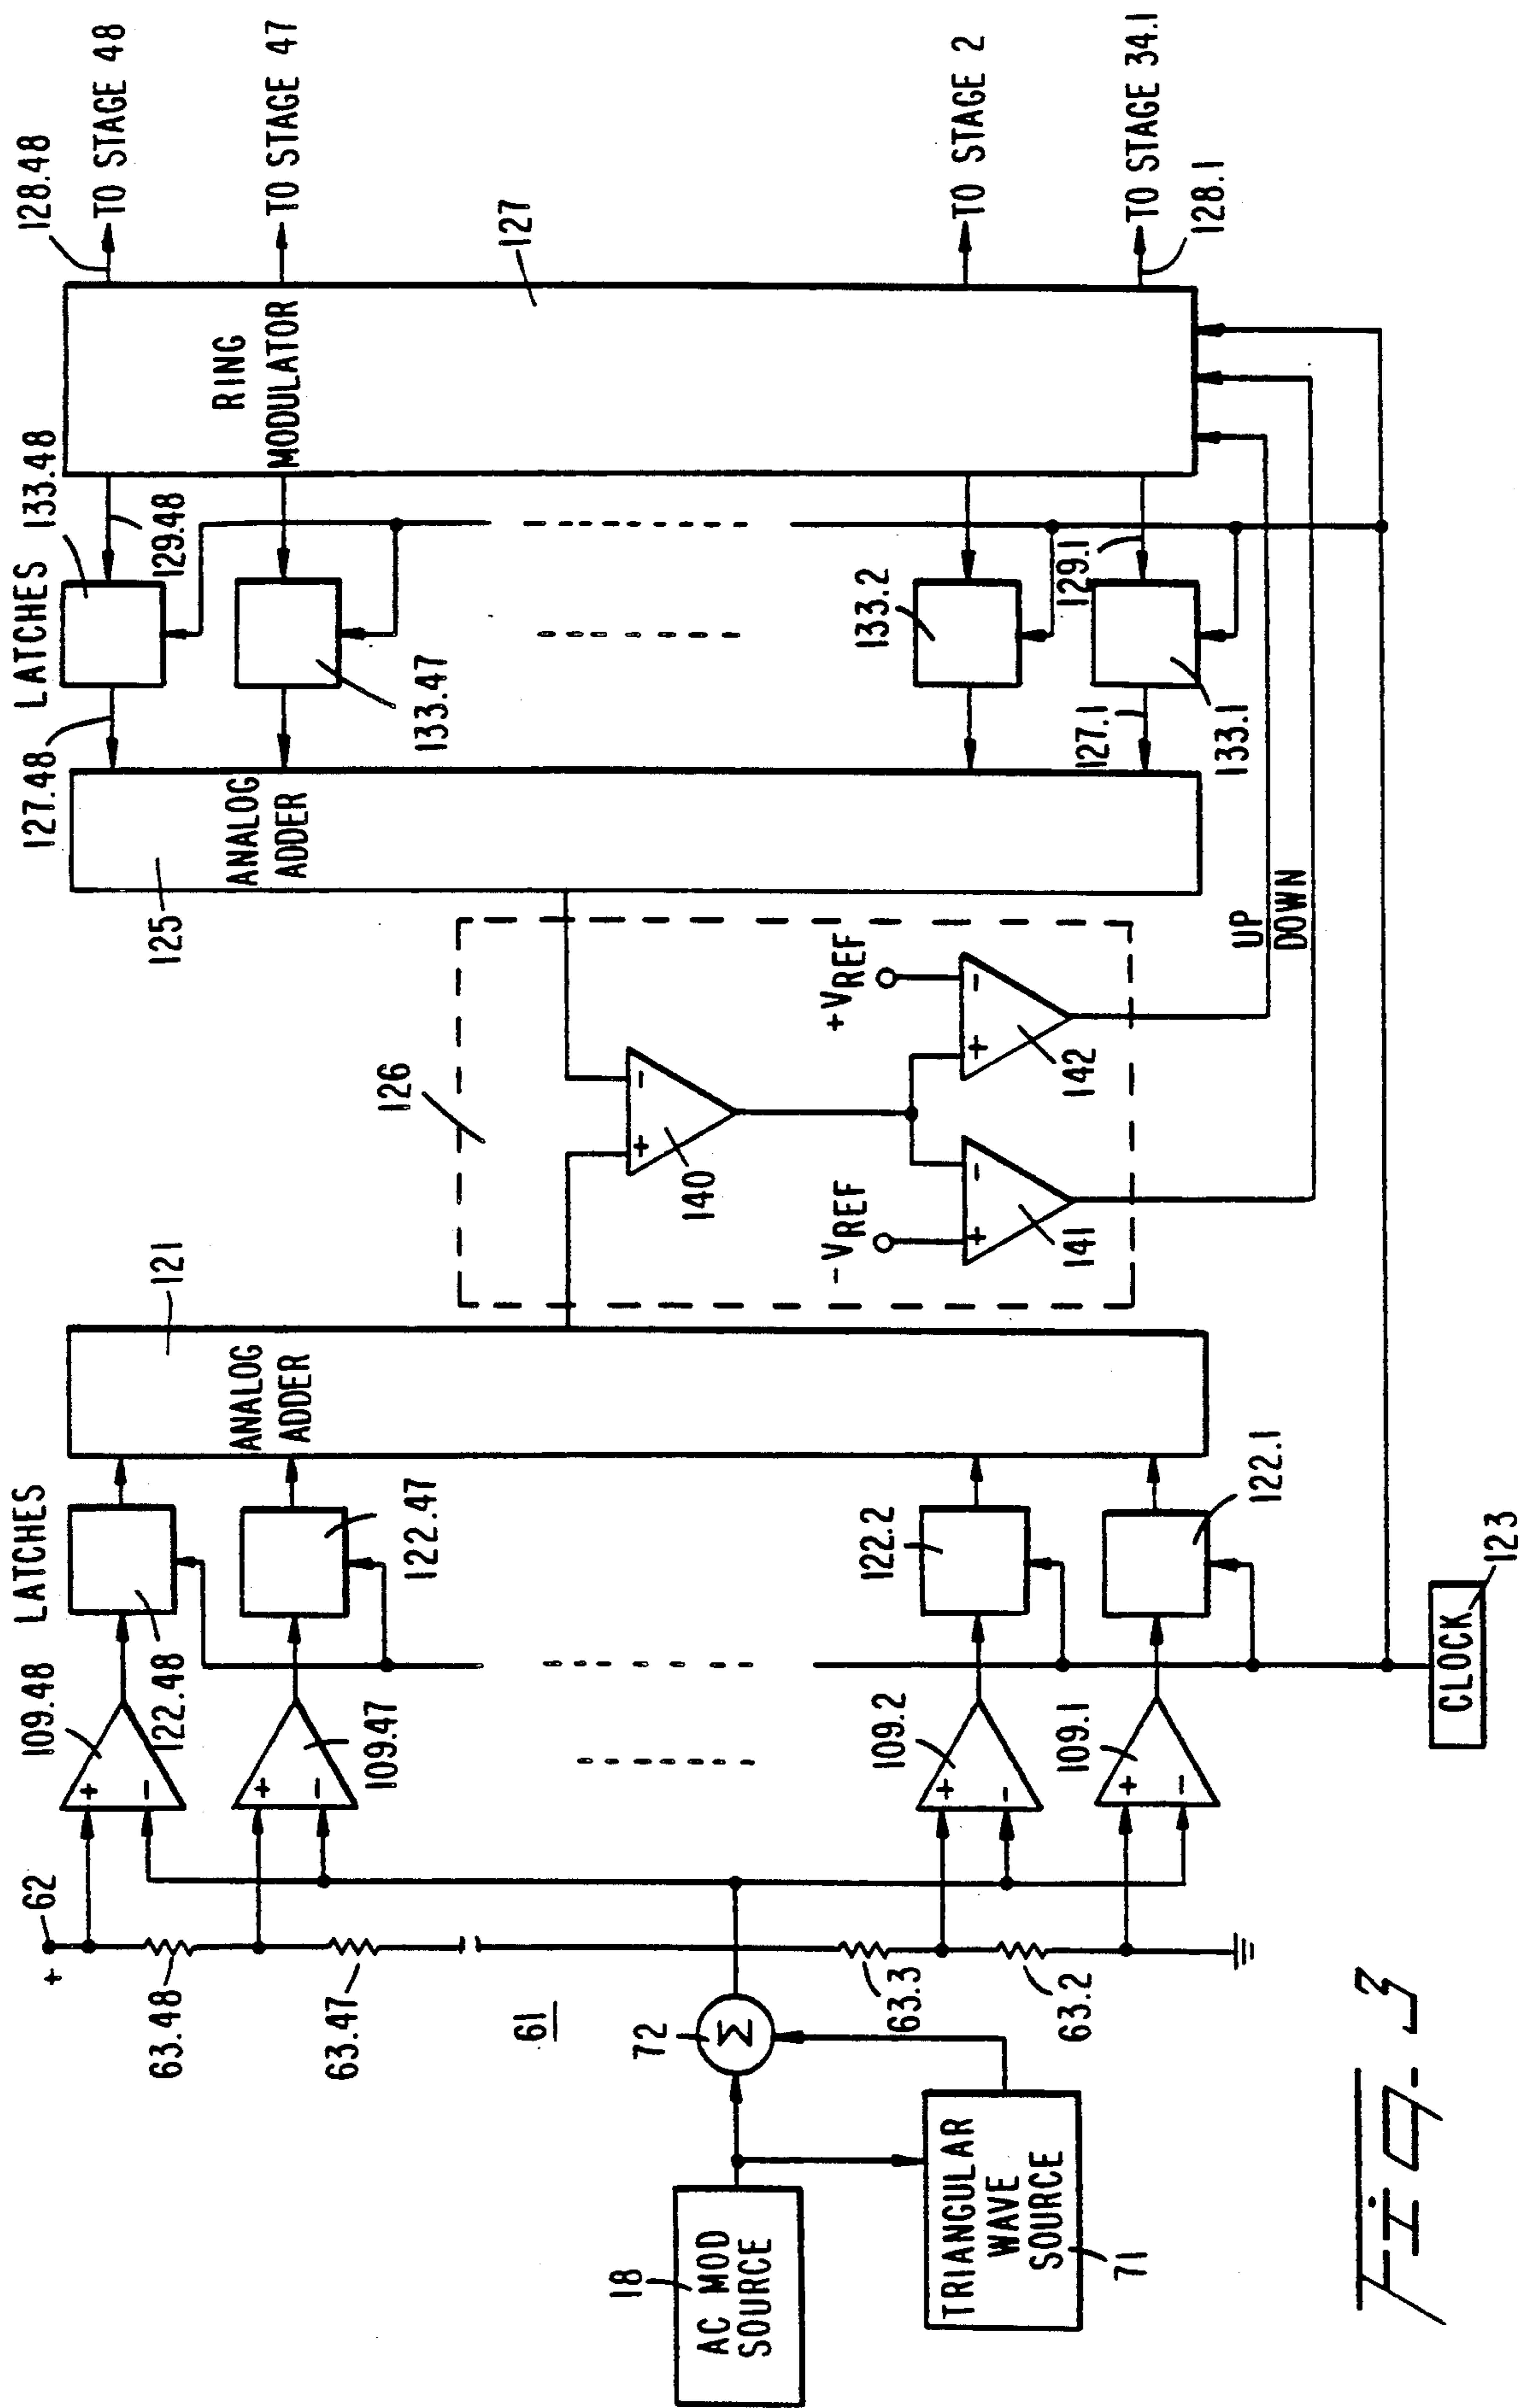 128.48
TO STAGE 48
TO STAGE 47
127
TO STAGE 2
TO STAGE 34.1
128.1
RING
MODULATOR
LATCHES
133.48
129.48
133.47
133.2
129.1
127.48
127.1
133.1
ANALOG
ADDER
125
UP
DOWN
126
+VREF
-
+
142
+
-
140
-VREF
-
+
141
121
ANALOG
ADDER
LATCHES
122.47
122.2
122.1
122.48
109.48
+
-
109.47
+
-
109.2
+
-
109.1
+
-
CLOCK
123
62
+
63.48
63.47
61
63.3
63.2
72
Σ
18
AC MOD
SOURCE
TRIANGULAR
WAVE
SOURCE
71
Fig. 3